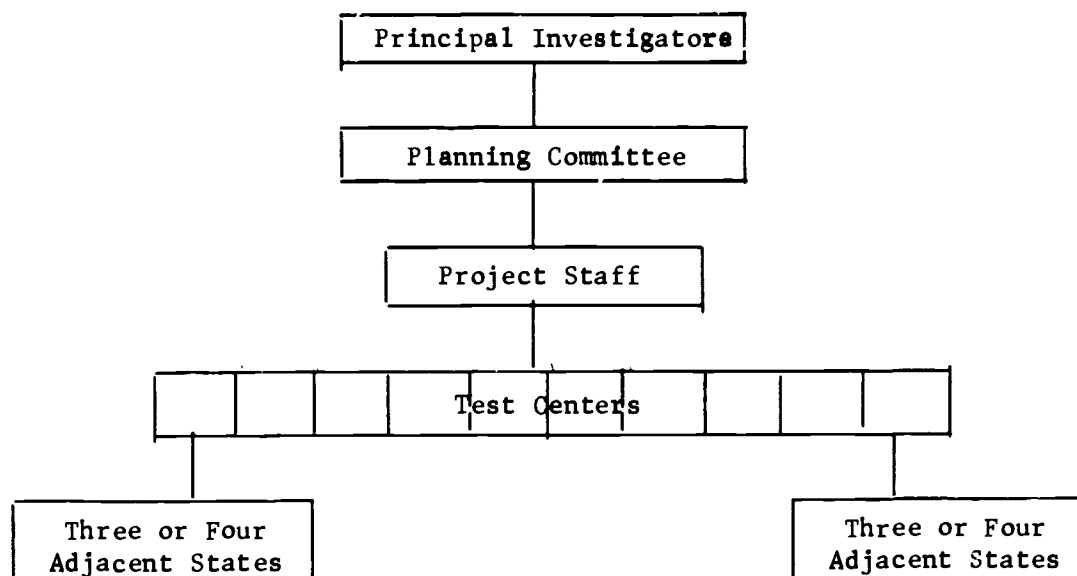 Principal Investigators
Planning Committee
Project Staff
Test Centers
Three or Four
Adjacent States
Three or Four
Adjacent States